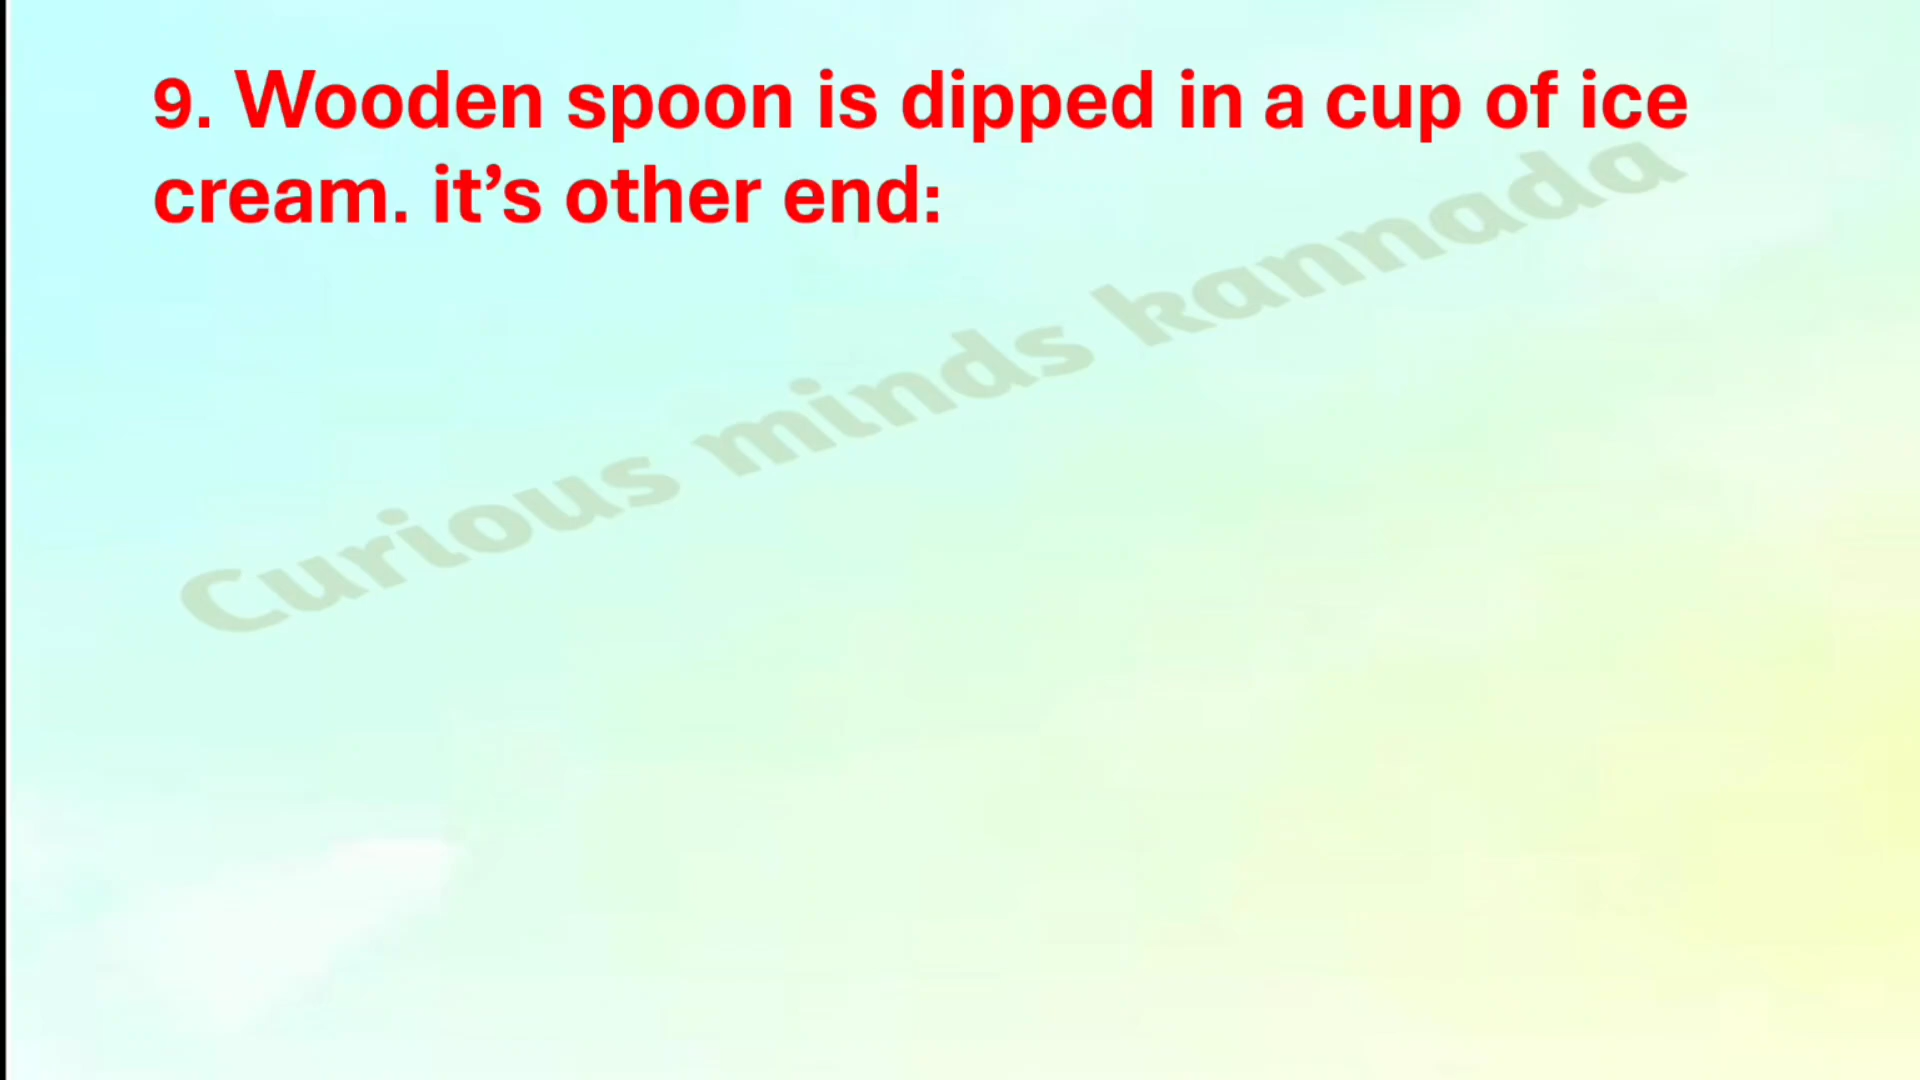 9. Wooden spoon is dipped in a cup of ice
cream. it’s other end:
Curious minds kannada